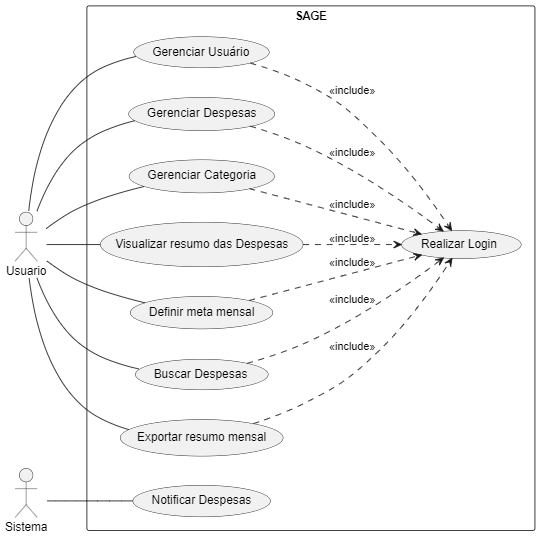 SAGE
Gerenciar Usuário
«include»
Gerenciar Despesas
«include»
Gerenciar Categoria
«include»
Visualizar resumo das Despesas
«include»
Realizar Login
Usuario
«include»
Definir meta mensal
«include»
Buscar Despesas
«include»
Exportar resumo mensal
Notificar Despesas
Sistema